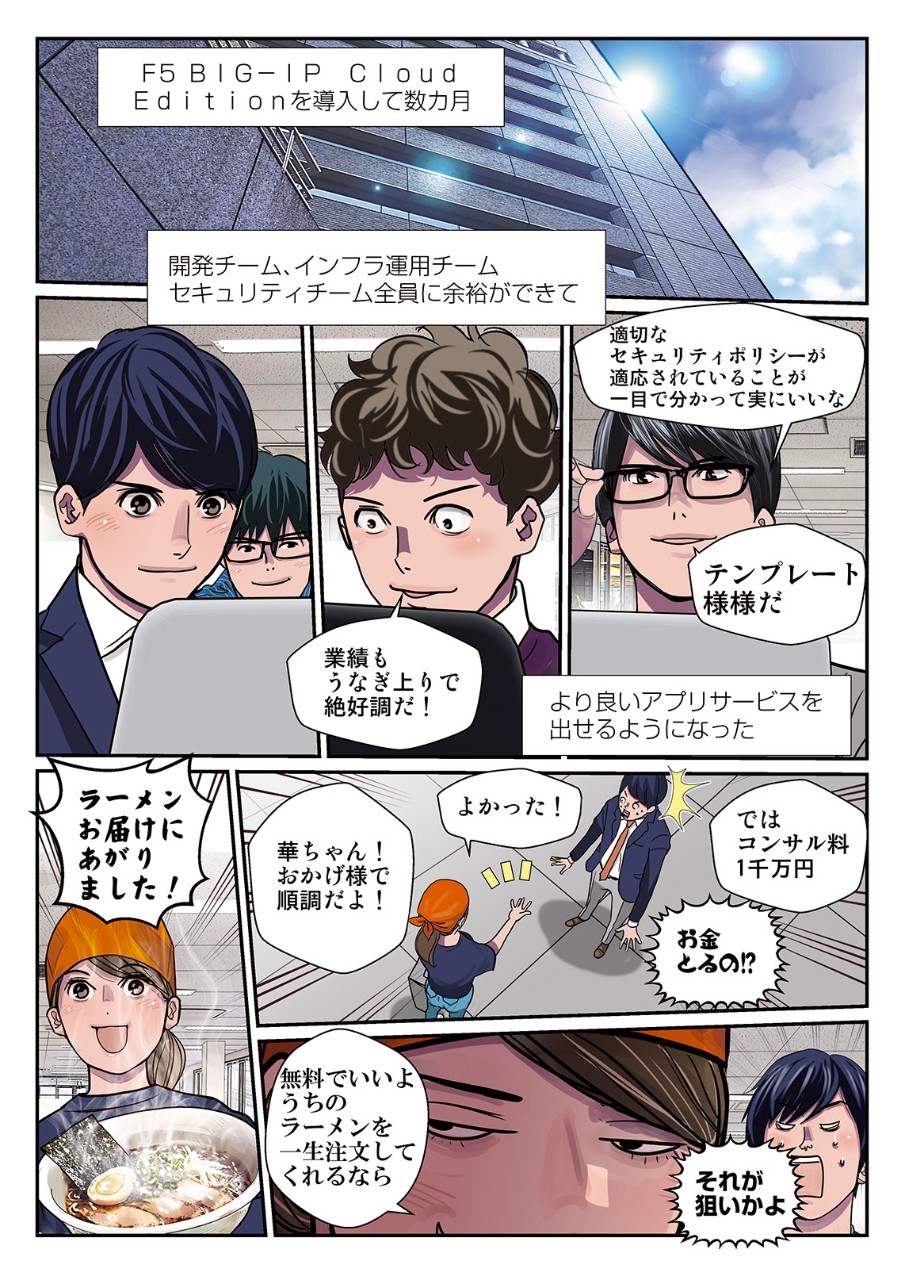 F5 BIG-IP Cloud
Editionを導入して数カ月
開発チーム、インフラ運用チーム
セキュリティチーム全員に余裕ができて
適切な
セキュリティポリシーが
適応されていることが
一目で分かって実にいいな
テンプレート
様様だ
業績も
うなぎ上りで
絶好調だ！
より良いアプリサービスを
出せるようになった
ラーメン
お届けに
あがり
ました！
華ちゃん！
おかげ様で
順調だよ！
よかった！
では
コンサル料
1千万円
お金
とるの!?
無料でいいよ
うちの
ラーメンを
一生注文して
くれるなら
それが
狙いかよ